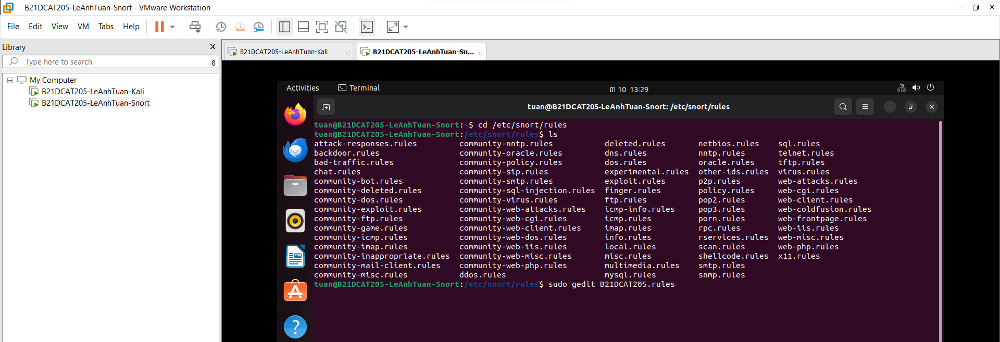 B21DCAT205-LeAnhTuan-Snort - VMware Workstation
File Edit View VM Tabs Help
Library
Type here to search
6
My Computer
B21DCAT205-LeAnhTuan-Kali
B21DCAT205-LeAnhTuan-Snort
B21DCAT205-LeAnhTuan-Kali
B21DCAT205-LeAnhTuan-Sn...
Activities Terminal 10 13:29
tuan@B21DCAT205-LeAnhTuan-Snort: /etc/snort/rules
tuan@B21DCAT205-LeAnhTuan-Snort:~$ cd /etc/snort/rules
tuan@B21DCAT205-LeAnhTuan-Snort:/etc/snort/rules$ ls
attack-responses.rules community-nntp.rules deleted.rules netbios.rules sql.rules
backdoor.rules community-oracle.rules dns.rules nntp.rules telnet.rules
bad-traffic.rules community-policy.rules dos.rules oracle.rules tftp.rules
chat.rules community-sip.rules experimental.rules other-ids.rules virus.rules
community-bot.rules community-smtp.rules exploit.rules p2p.rules web-attacks.rules
community-deleted.rules community-sql-injection.rules finger.rules policy.rules web-cgi.rules
community-dos.rules community-virus.rules ftp.rules pop2.rules web-client.rules
community-exploit.rules community-web-attacks.rules icmp-info.rules pop3.rules web-coldfusion.rules
community-ftp.rules community-web-cgi.rules icmp.rules porn.rules web-frontpage.rules
community-game.rules community-web-client.rules imap.rules rpc.rules web-iis.rules
community-icmp.rules community-web-dos.rules info.rules rservices.rules web-misc.rules
community-imap.rules community-web-iis.rules local.rules scan.rules web-php.rules
community-inappropriate.rules community-web-misc.rules misc.rules shellcode.rules x11.rules
community-mail-client.rules community-web-php.rules multimedia.rules smtp.rules
community-misc.rules ddos.rules mysql.rules snmp.rules
tuan@B21DCAT205-LeAnhTuan-Snort:/etc/snort/rules$ sudo gedit B21DCAT205.rules